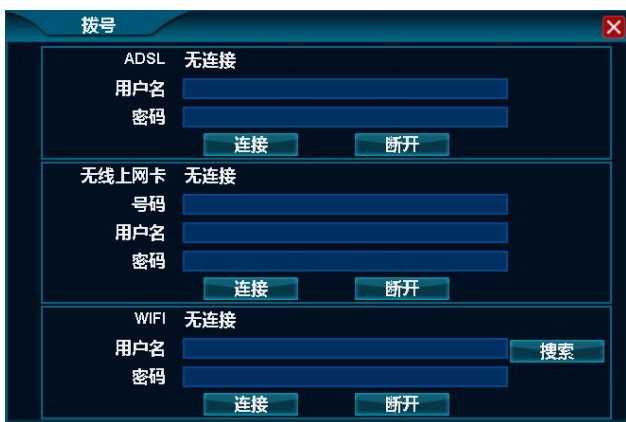 拨号
ADSL 无连接
用户名
密码
连接 断开
无线上网卡 无连接
号码
用户名
密码
连接 断开
WIFI 无连接
用户名 搜索
密码
连接 断开